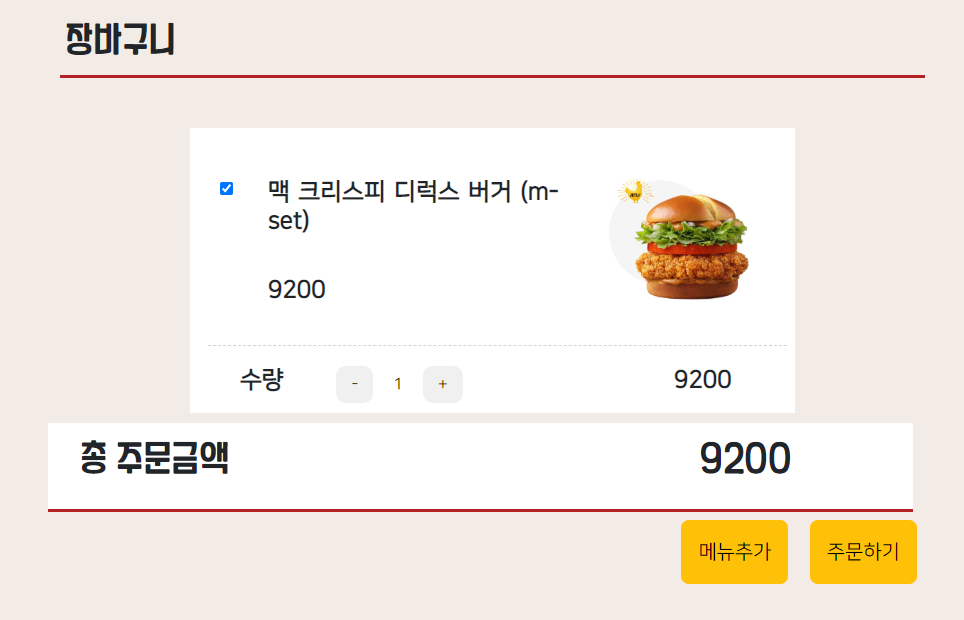 장바구니
맥 크리스피 디럭스 버거 (m-
set)
9200
수량
-
1
+
9200
총 주문금액
9200
메뉴추가
주문하기